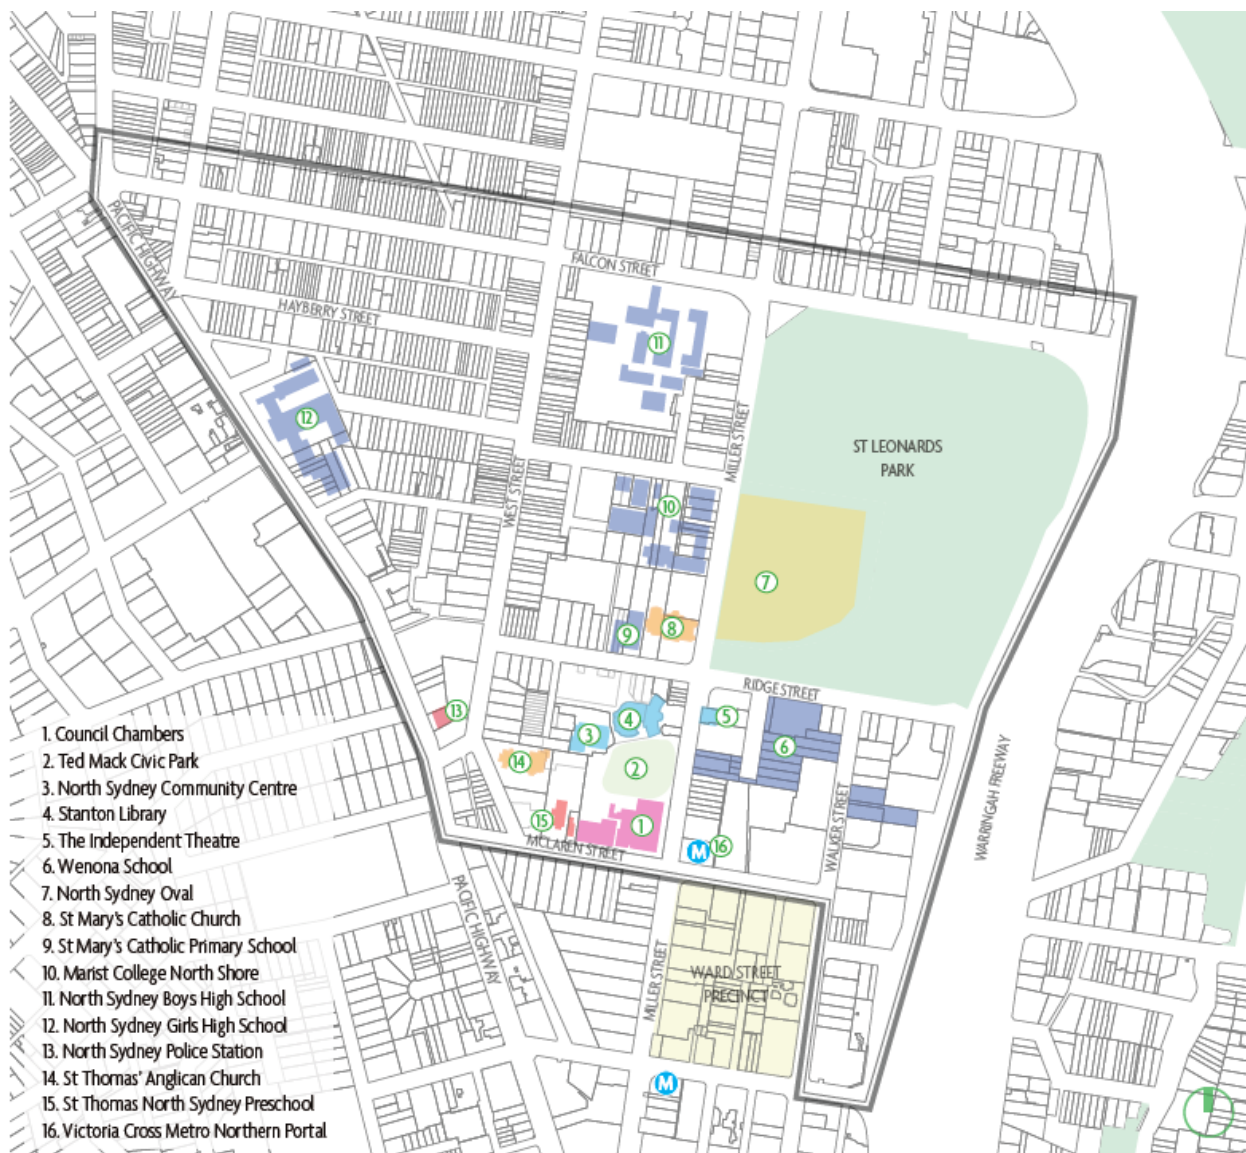 FALCON STREET
PACIFIC HIGHWAY
HAYBERRY STREET
11
12
MILLER STREET
ST LEONARDS
PARK
WEST STREET
10
7
9
8
RIDGE STREET
13
4
5
3
6
14
2
15
1
MCLAREN STREET
M
16
WALKER STREET
WARRINGAH FREEWAY
PACIFIC HIGHWAY
MILLER STREET
WARD STREET
PRECINCT
M
1. Council Chambers
2. Ted Mack Civic Park
3. North Sydney Community Centre
4. Stanton Library
5. The Independent Theatre
6. Wenona School
7. North Sydney Oval
8. St Mary's Catholic Church
9. St Mary's Catholic Primary School
10. Marist College North Shore
11. North Sydney Boys High School
12. North Sydney Girls High School
13. North Sydney Police Station
14. St Thomas' Anglican Church
15. St Thomas North Sydney Preschool
16. Victoria Cross Metro Northern Portal